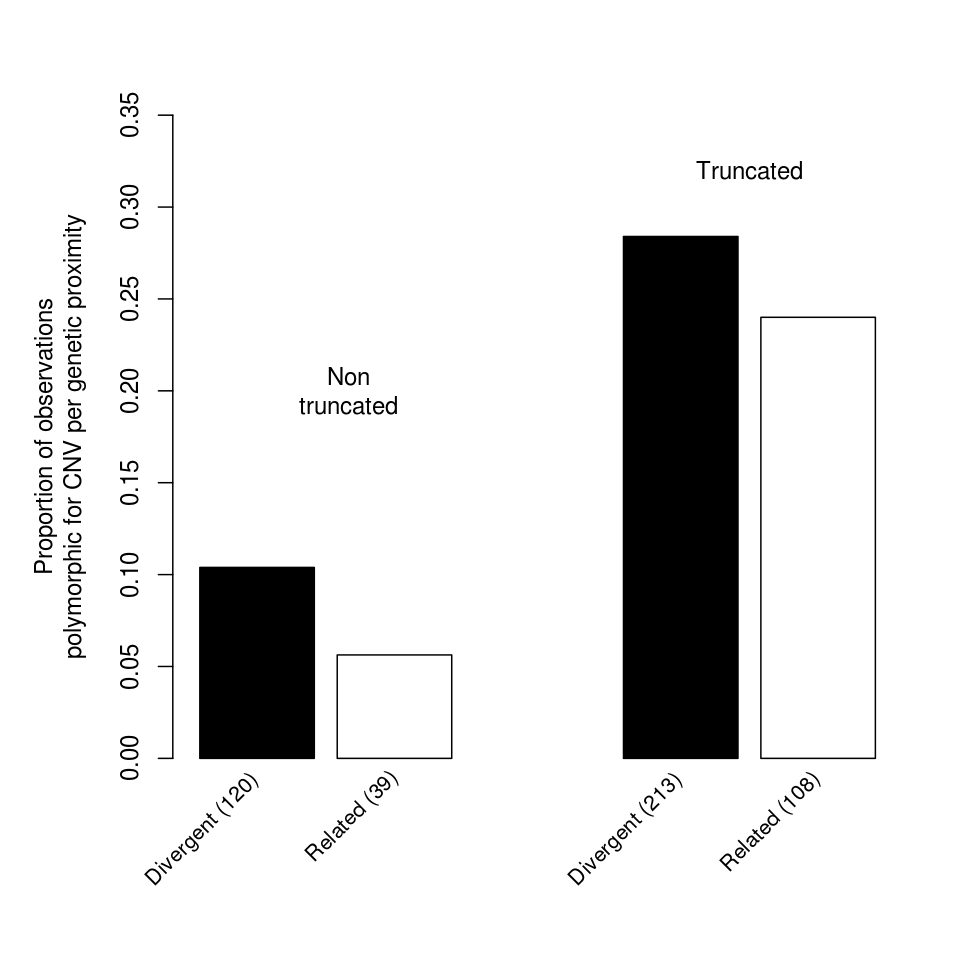 Proportion of observations
polymorphic for CNV per genetic proximity
0.35
0.30
0.25
0.20
0.15
0.10
0.05
0.00
Non
truncated
Truncated
Divergent (120)
Related (39)
Divergent (213)
Related (108)